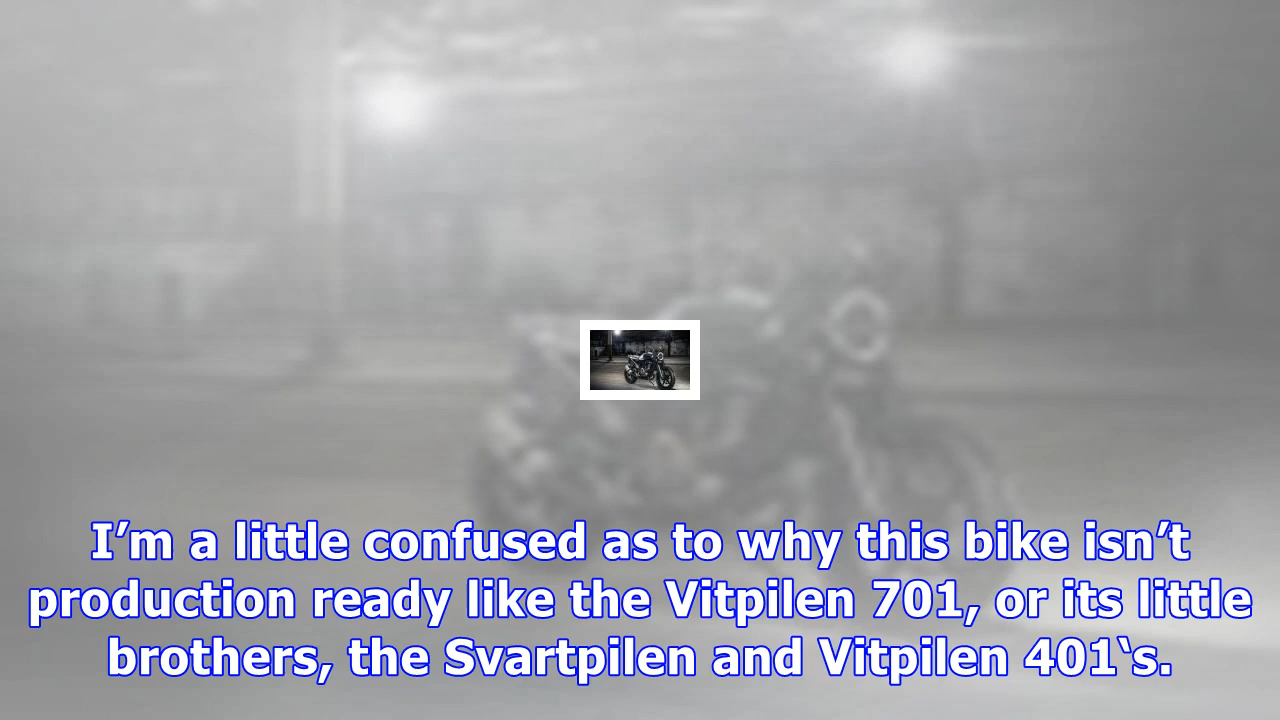 I’m a little confused as to why this bike isn’t
production ready like the Vitpilen 701, or its little
brothers, the Svartpilen and Vitpilen 401‘s.